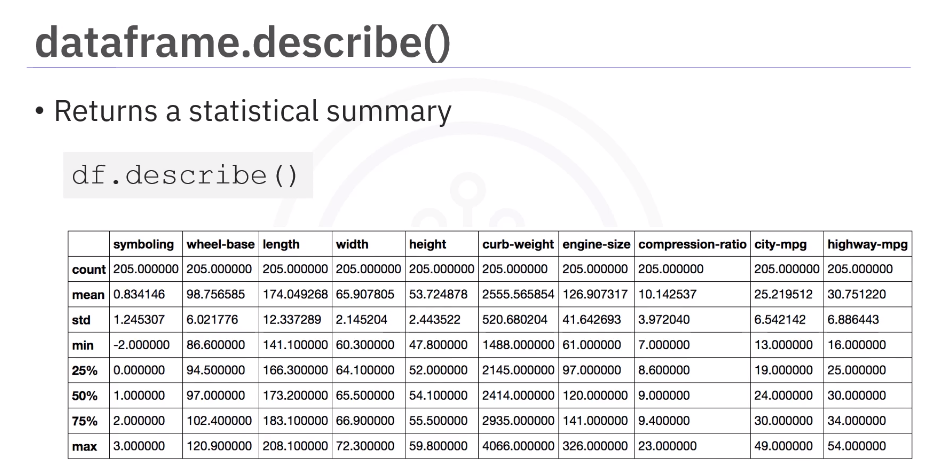 dataframe.describe()
• Returns a statistical summary
df.describe()
symboling wheel-base length width height curb-weight engine-size compression-ratio city-mpg highway-mpg
count 205.000000 205.000000 205.000000 205.000000 205.000000 205.000000 205.000000 205.000000 205.000000 205.000000
mean 0.834146 98.756585 174.049268 65.907805 53.724878 2555.565854 126.907317 10.142537 25.219512 30.751220
std 1.245307 6.021776 12.337289 2.145204 2.443522 520.680204 41.642693 3.972040 6.542142 6.886443
min -2.000000 86.600000 141.100000 60.300000 47.800000 1488.000000 61.000000 7.000000 13.000000 16.000000
25% 0.000000 94.500000 166.300000 64.100000 52.000000 2145.000000 97.000000 8.600000 19.000000 25.000000
50% 1.000000 97.000000 173.200000 65.500000 54.100000 2414.000000 120.000000 9.000000 24.000000 30.000000
75% 2.000000 102.400000 183.100000 66.900000 55.500000 2935.000000 141.000000 9.400000 30.000000 34.000000
max 3.000000 120.900000 208.100000 72.300000 59.800000 4066.000000 326.000000 23.000000 49.000000 54.000000